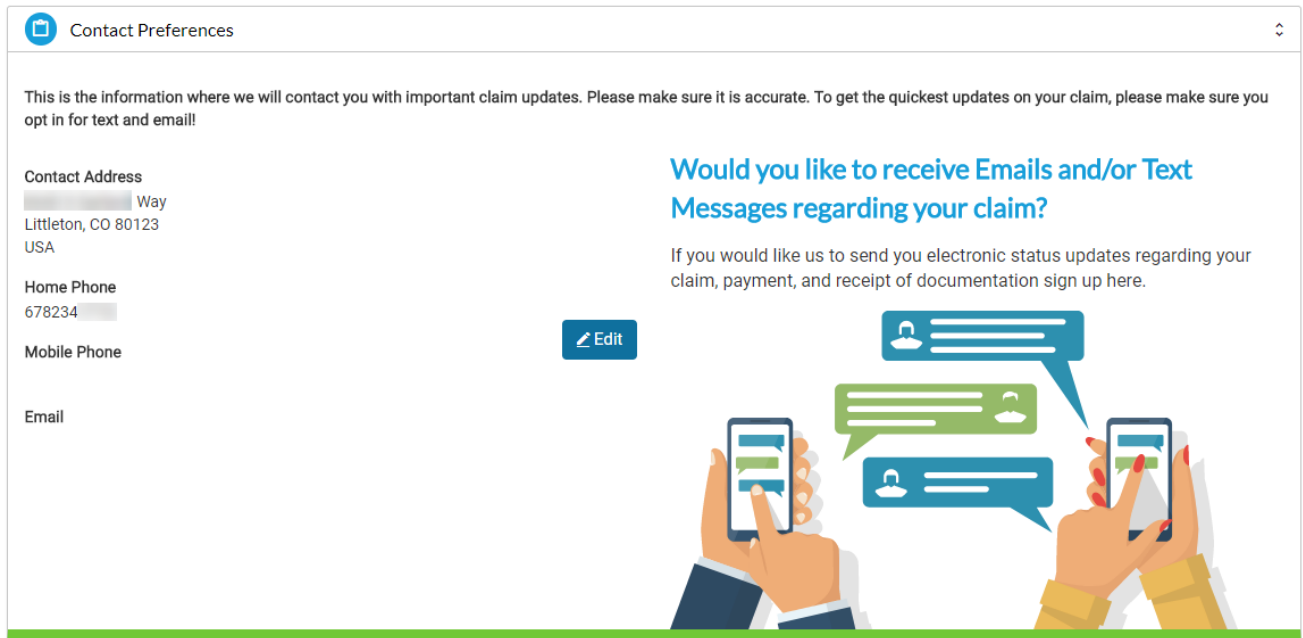 Contact Preferences
This is the information where we will contact you with important claim updates. Please make sure it is accurate. To get the quickest updates on your claim, please make sure you
opt in for text and email!
Contact Address
Way
Littleton, CO 80123
USA
Home Phone
678234
Mobile Phone
Email
Edit
Would you like to receive Emails and/or Text
Messages regarding your claim?
If you would like us to send you electronic status updates regarding your
claim, payment, and receipt of documentation sign up here.